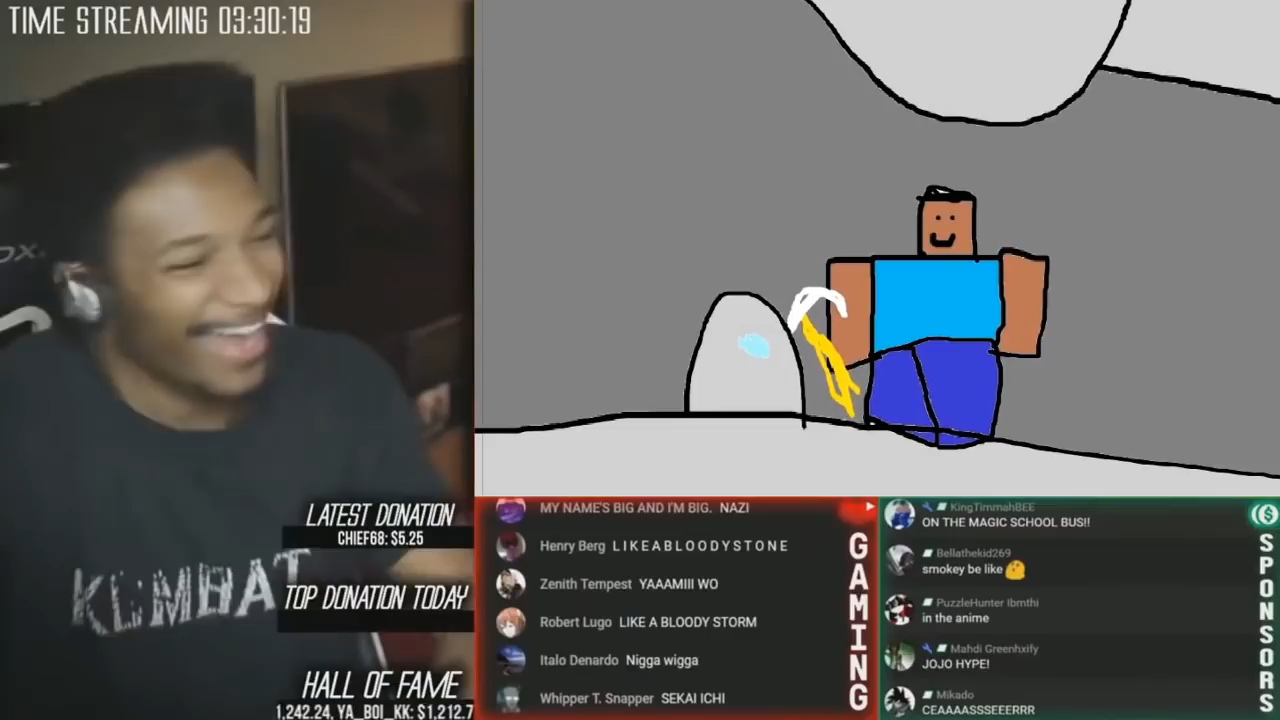 TIME STREAMING 03:30:19
OX.
LATEST DONATION
CHIEF68: $5.25
KOMBAT
TOP DONATION TODAY
HALL OF FAME
1,242.24, YA_BOI_KK: $1,212.7
MY NAME'S BIG AND I'M BIG. NAZI
Henry Berg L I K E A B L O O D Y S T O N E
Zenith Tempest YAAAMIII WO
Robert Lugo LIKE A BLOODY STORM
Italo Denardo Nigga wigga
Whipper T. Snapper SEKAI ICHI
GAMING
KingTimmahBEE
ON THE MAGIC SCHOOL BUS!!
Bellathekid269
smokey be like
PuzzleHunter Ibmthi
in the anime
Mahdi Greenhxify
JOJO HYPE!
Mikado
CEAAAASSSEEERRR
SPONSORS